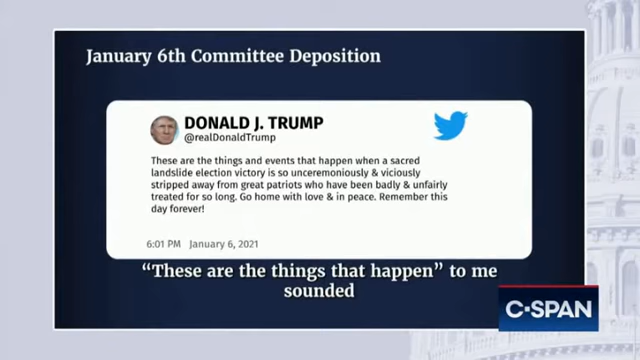 January 6th Committee Deposition
DONALD J. TRUMP
@realDonaldTrump
These are the things and events that happen when a sacred
landslide election victory is so unceremoniously & viciously
stripped away from great patriots who have been badly & unfairly
treated for so long. Go home with love & in peace. Remember this
day forever!
6:01 PM January 6, 2021
“These are the things that happen” to me
sounded
C-SPAN